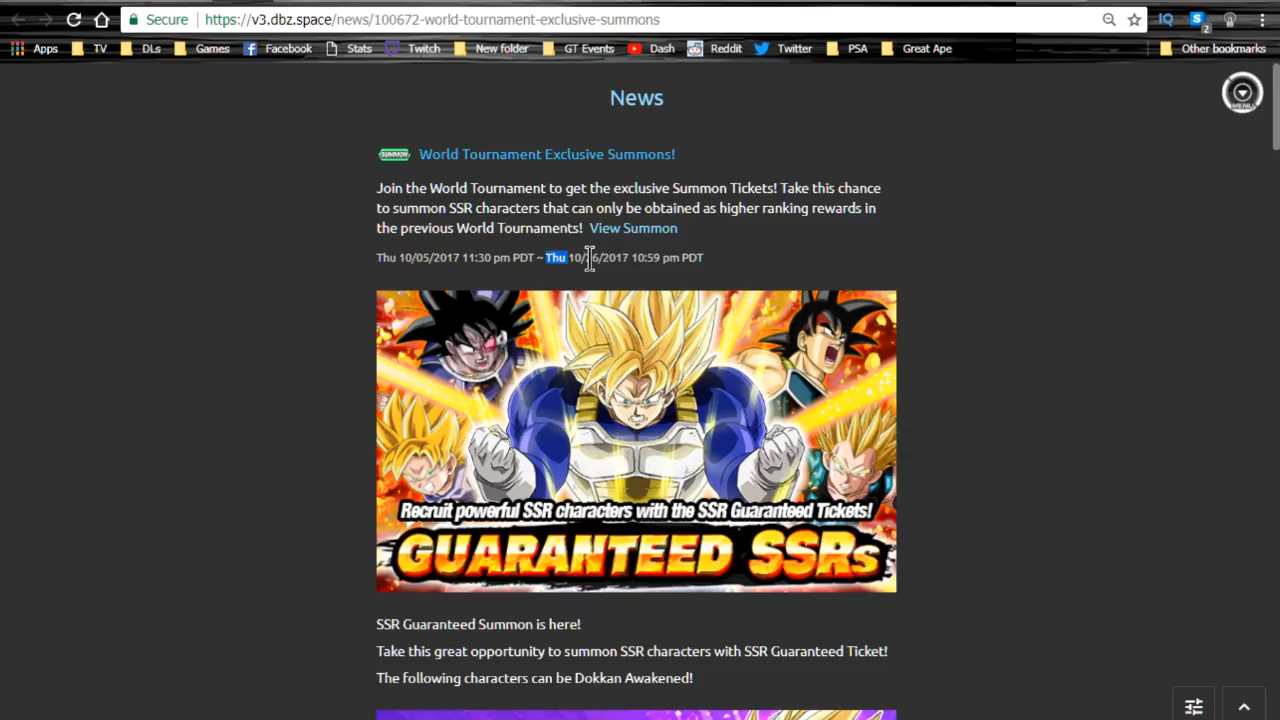 Secure
https://v3.dbz.space/news/100672-world-tournament-exclusive-summons
IQ
S
2
Apps TV DLs Games Facebook Stats Twitch New folder GT Events Dash Reddit Twitter PSA Great Ape Other bookmarks
MENU
News
SUMMON World Tournament Exclusive Summons!
Join the World Tournament to get the exclusive Summon Tickets! Take this chance
to summon SSR characters that can only be obtained as higher ranking rewards in
the previous World Tournaments! View Summon
Thu 10/05/2017 11:30 pm PDT ~ Thu 10/26/2017 10:59 pm PDT
Recruit powerful SSR characters with the SSR Guaranteed Tickets!
GUARANTEED SSRs
SSR Guaranteed Summon is here!
Take this great opportunity to summon SSR characters with SSR Guaranteed Ticket!
The following characters can be Dokkan Awakened!